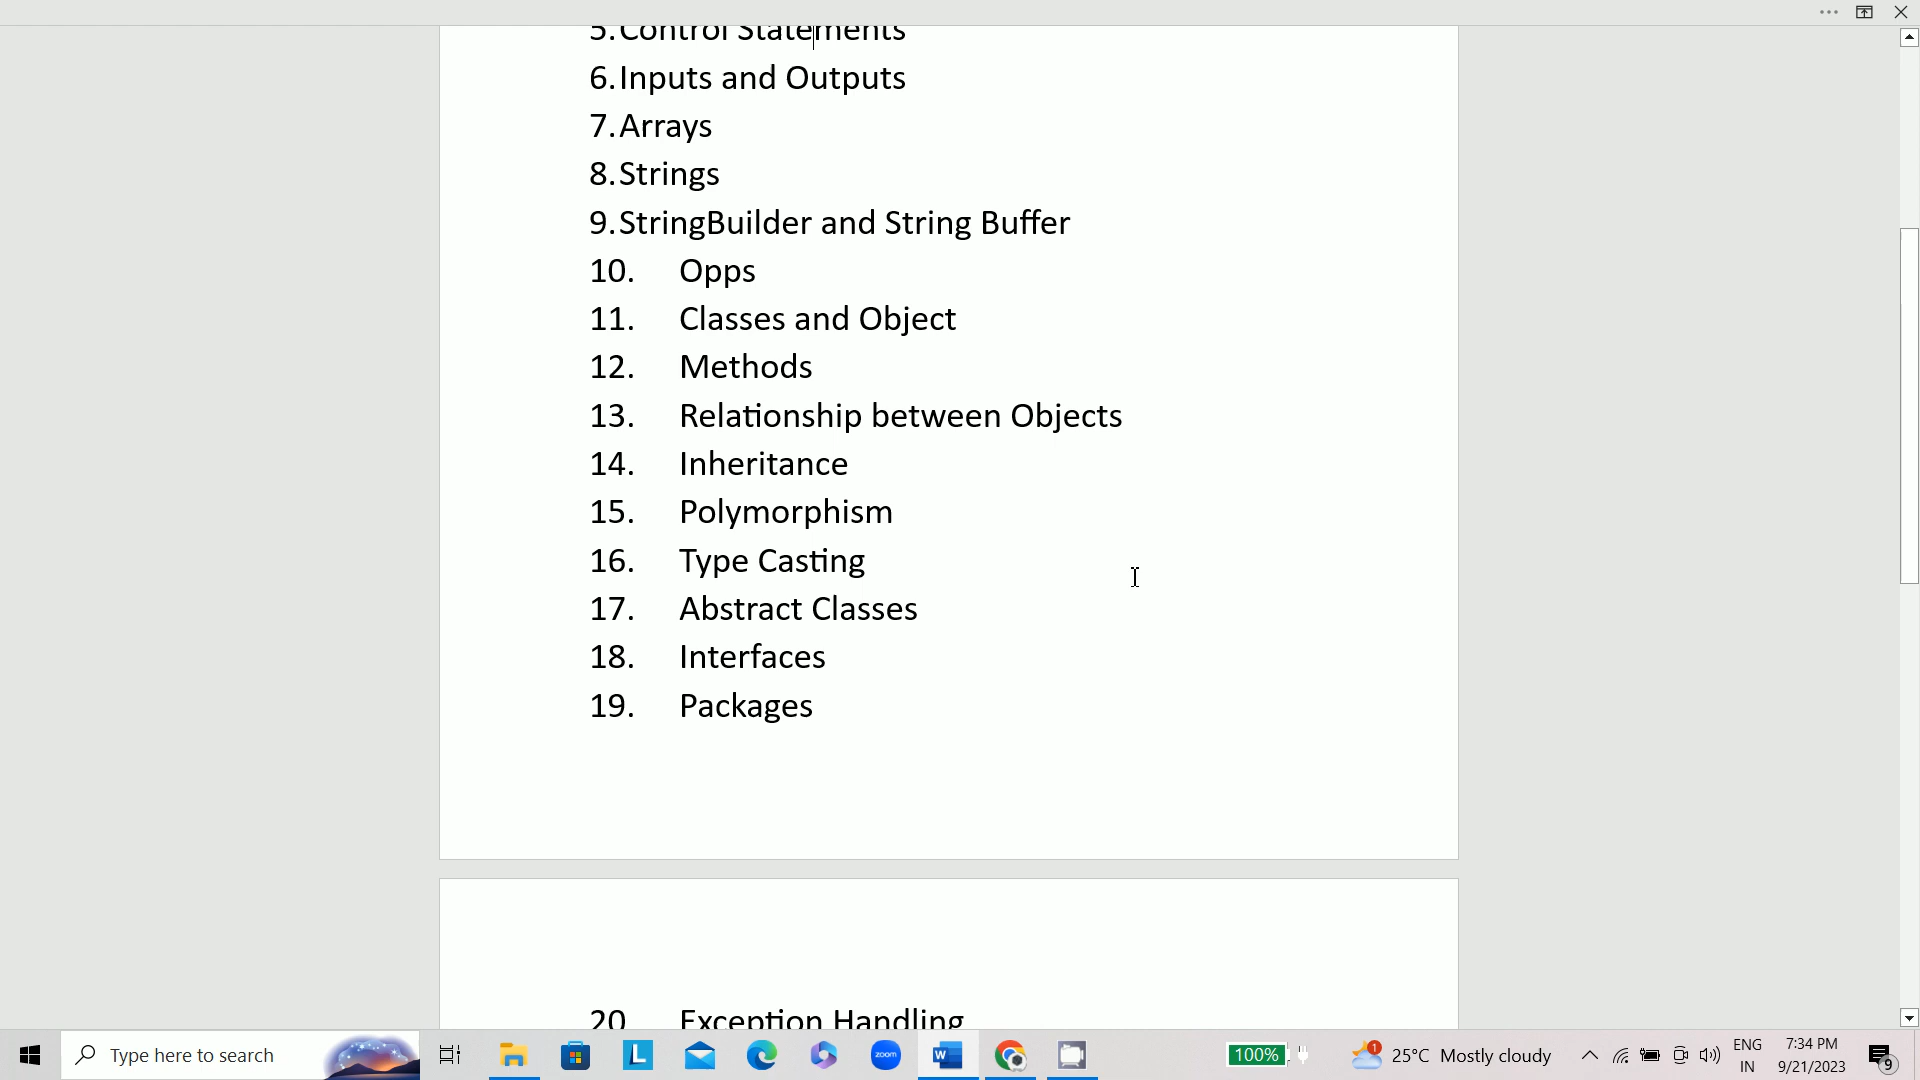 5. Control Statements
6. Inputs and Outputs
7. Arrays
8. Strings
9. StringBuilder and String Buffer
10. Opps
11. Classes and Object
12. Methods
13. Relationship between Objects
14. Inheritance
15. Polymorphism
16. Type Casting
17. Abstract Classes
18. Interfaces
19. Packages
20. Exception Handling
Type here to search
L
zoom
W
100%
1
25°C Mostly cloudy
ENG
IN
7:34 PM
9/21/2023
9